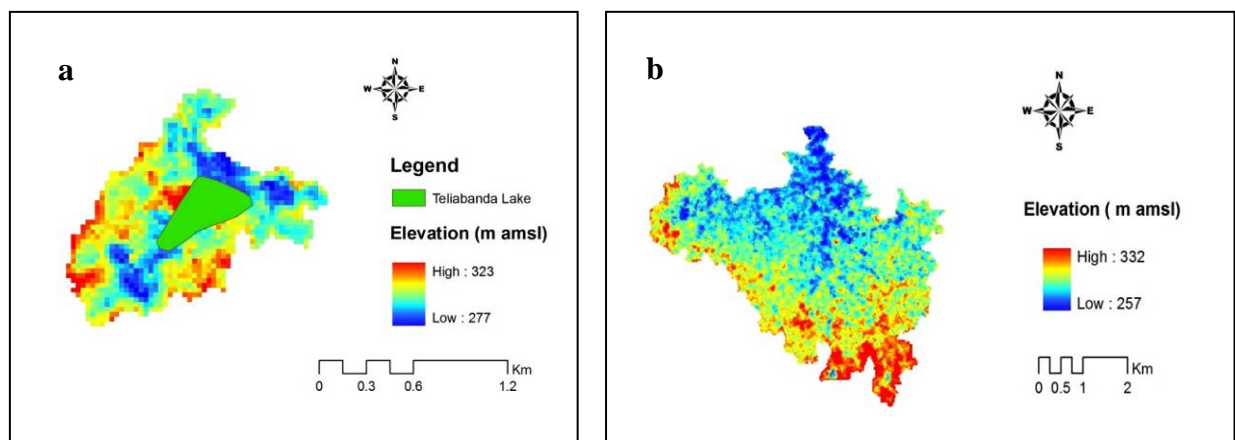 a
N
W E
S
Legend
Teliabanda Lake
Elevation (m amsl)
High : 323
Low : 277
Km
0 0.3 0.6 1.2
b
N
W E
S
Elevation ( m amsl)
High : 332
Low : 257
Km
0 0.5 1 2